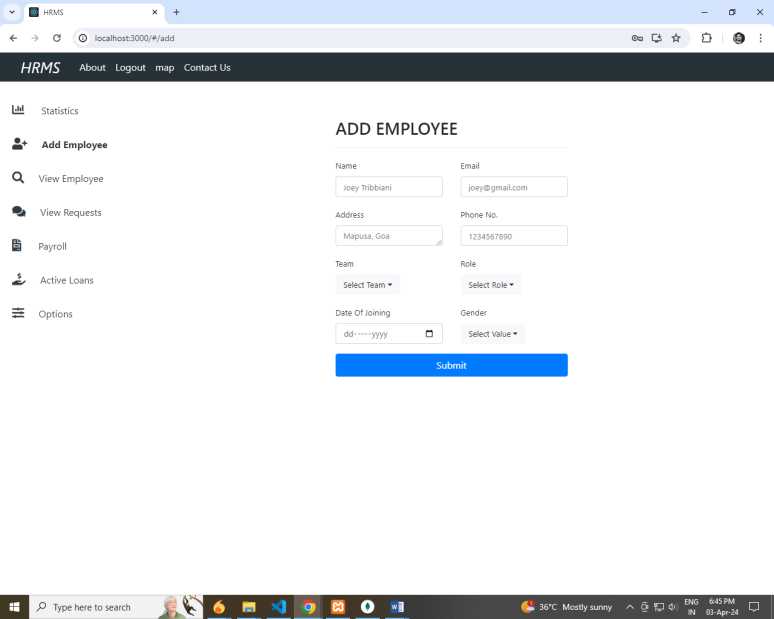 HRMS
localhost:3000/#/add
HRMS About Logout map Contact Us
Statistics
Add Employee
View Employee
View Requests
Payroll
Active Loans
Options
ADD EMPLOYEE
Name Email
Joey Tribbiani joey@gmail.com
Address Phone No.
Mapusa, Goa 1234567890
Team Role
Select Team Select Role
Date Of Joining Gender
dd-----yyyy Select Value
Submit
Type here to search
36°C Mostly sunny
ENG
IN
6:45 PM
03-Apr-24